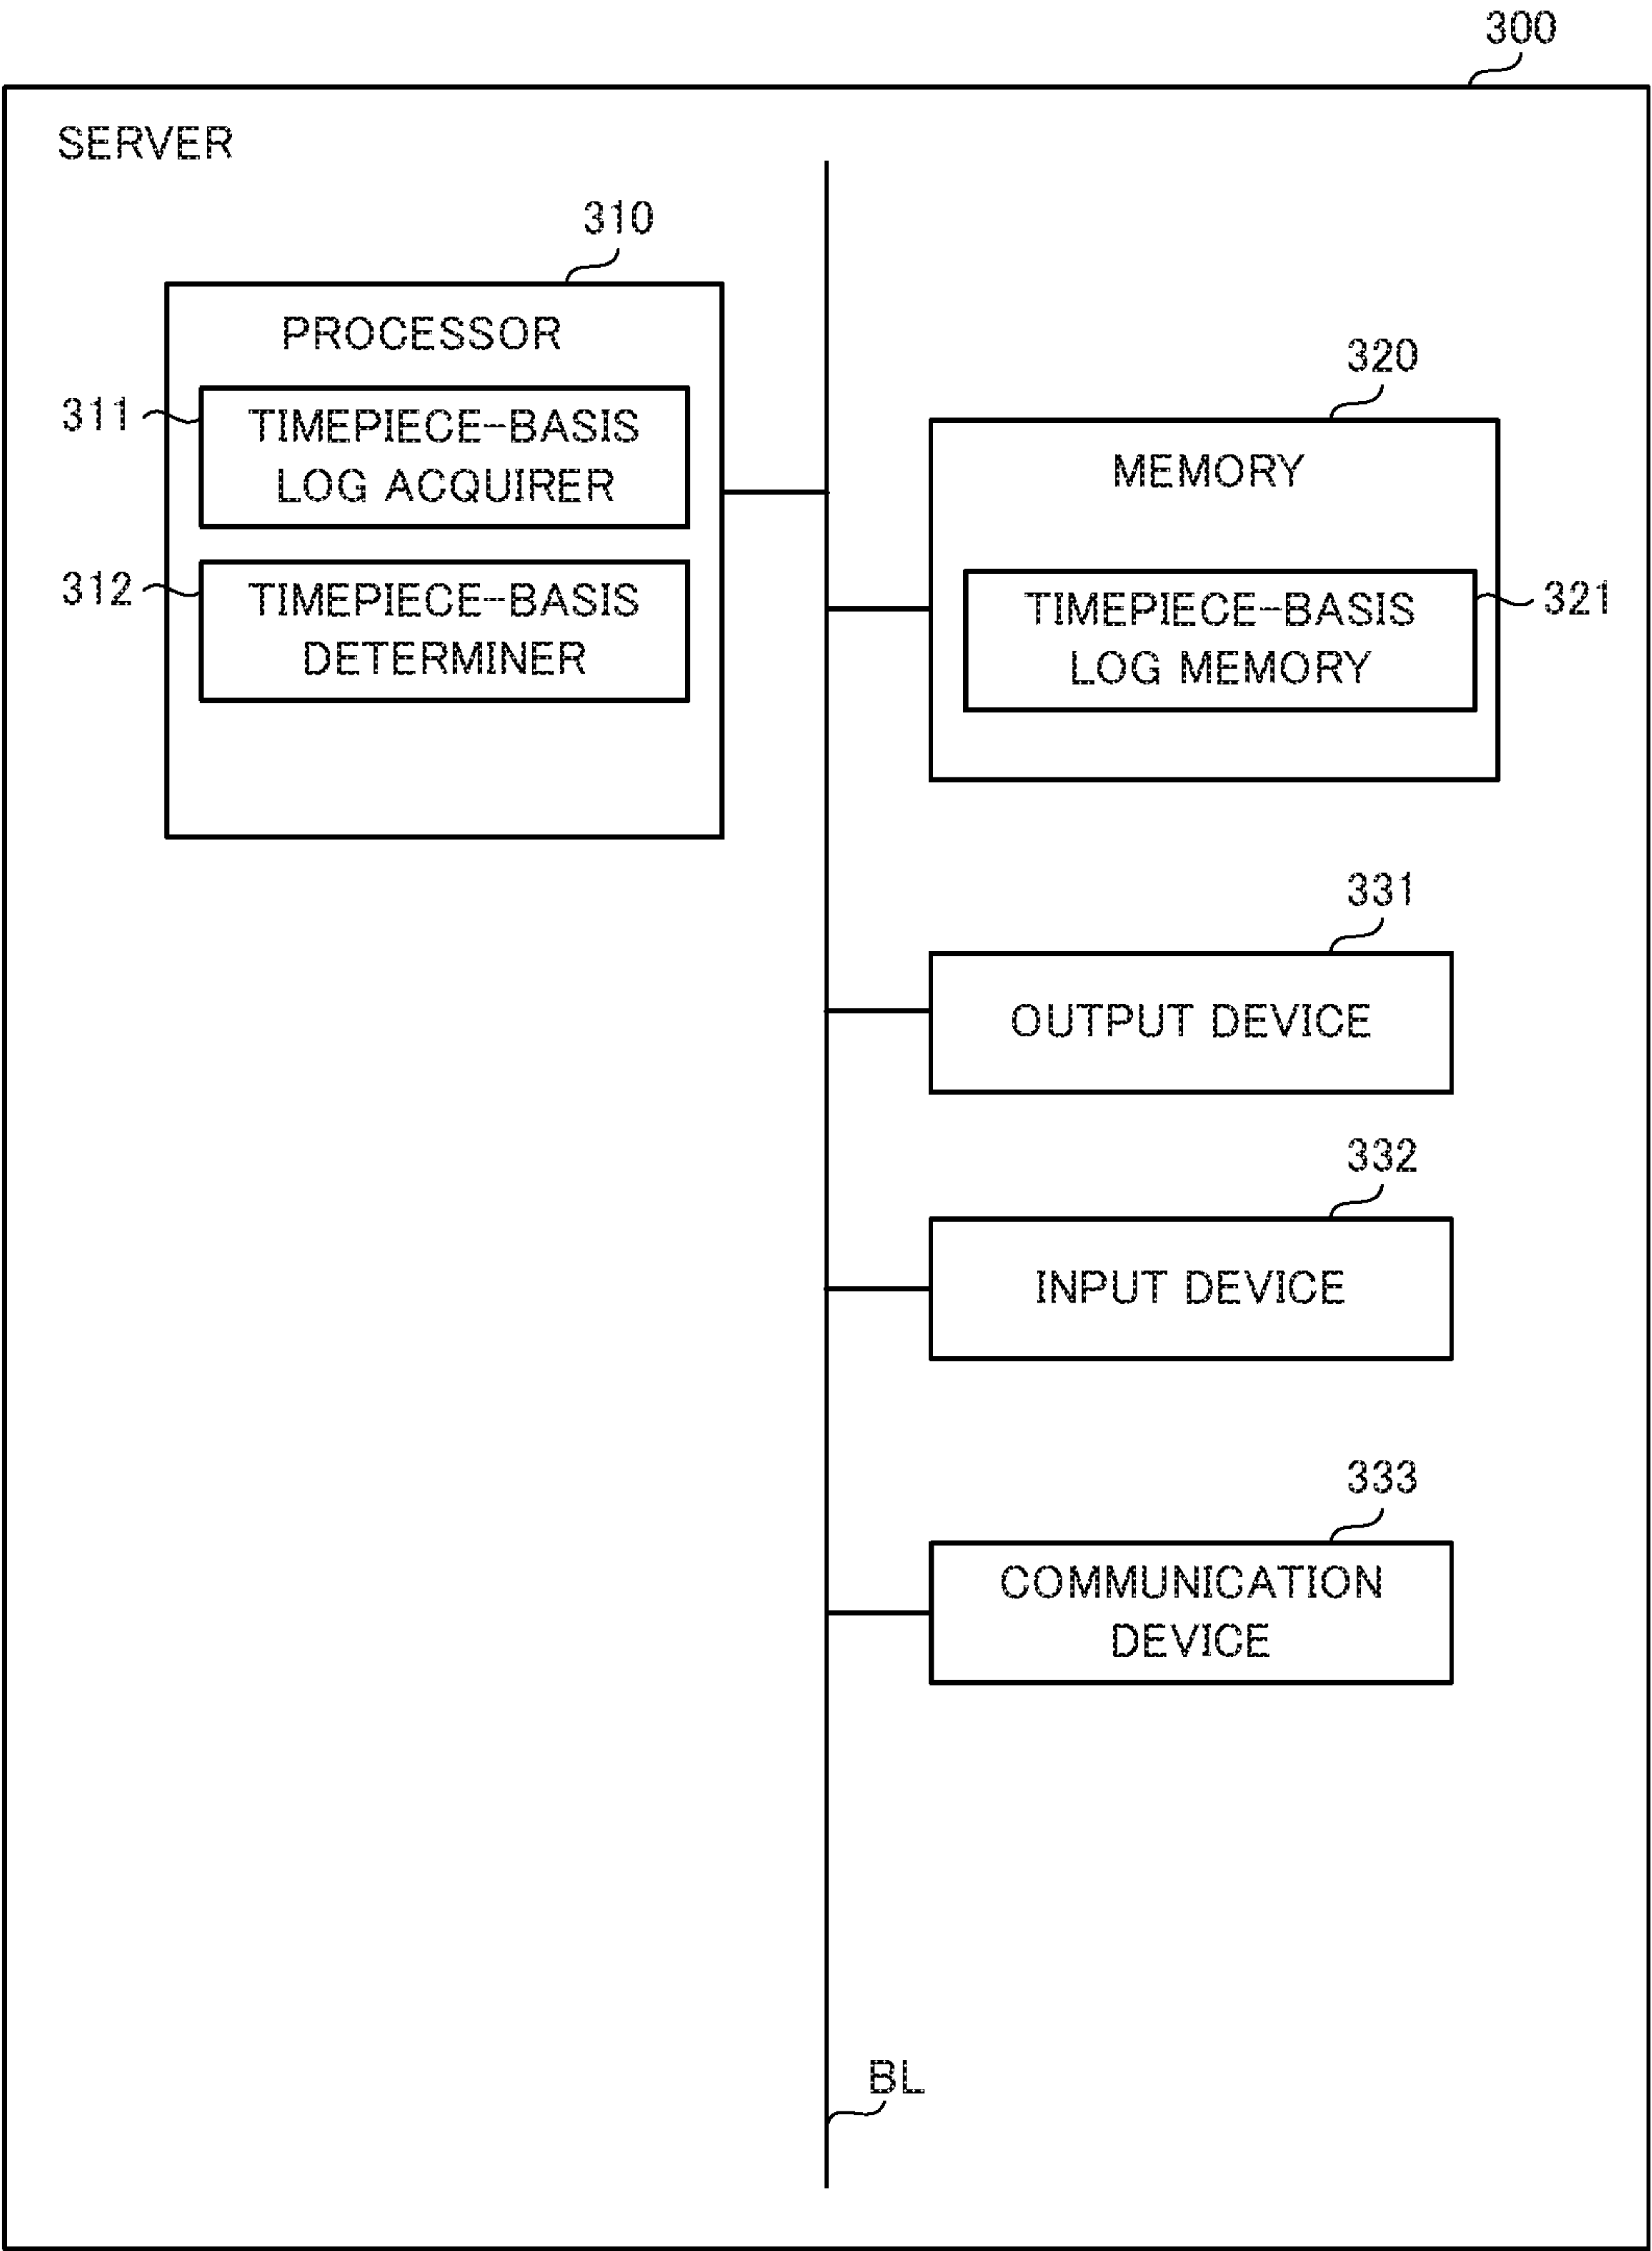 300
SERVER
310
PROCESSOR
311
TIMEPIECE-BASIS
LOG ACQUIRER
312
TIMEPIECE-BASIS
DETERMINER
320
MEMORY
TIMEPIECE-BASIS
LOG MEMORY
321
331
OUTPUT DEVICE
332
INPUT DEVICE
333
COMMUNICATION
DEVICE
BL